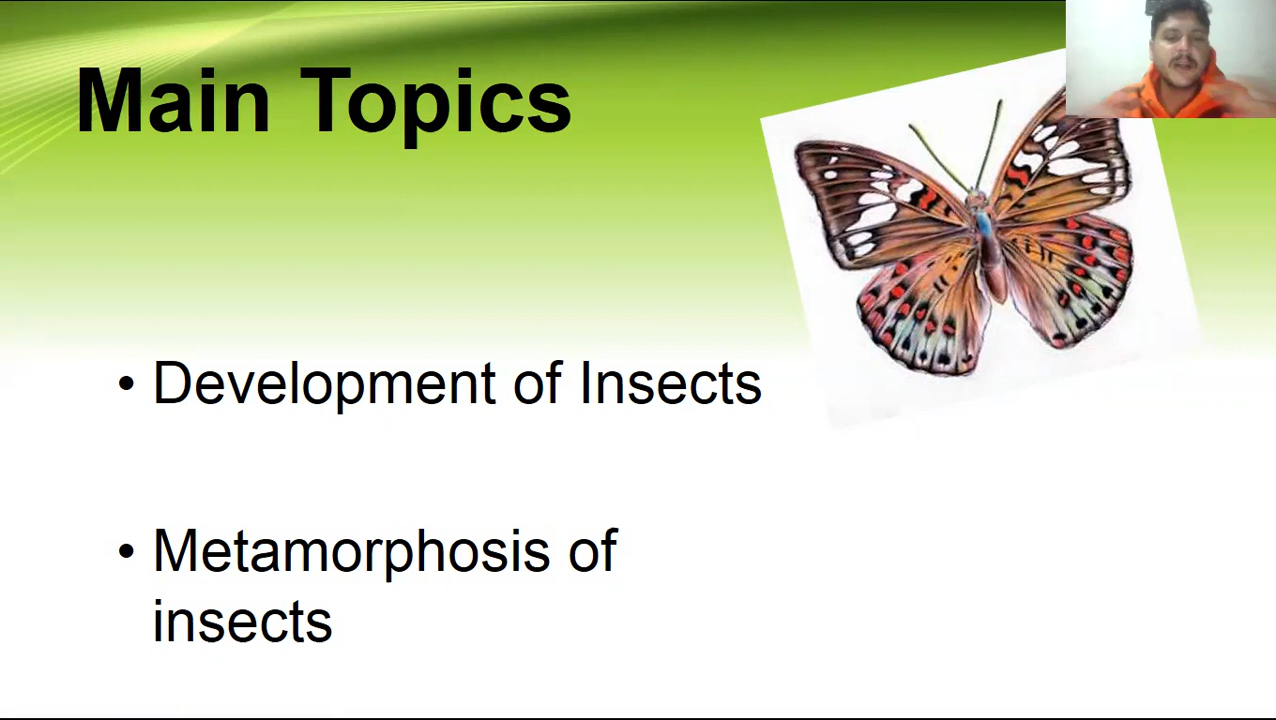 Main Topics
• Development of Insects
• Metamorphosis of
insects